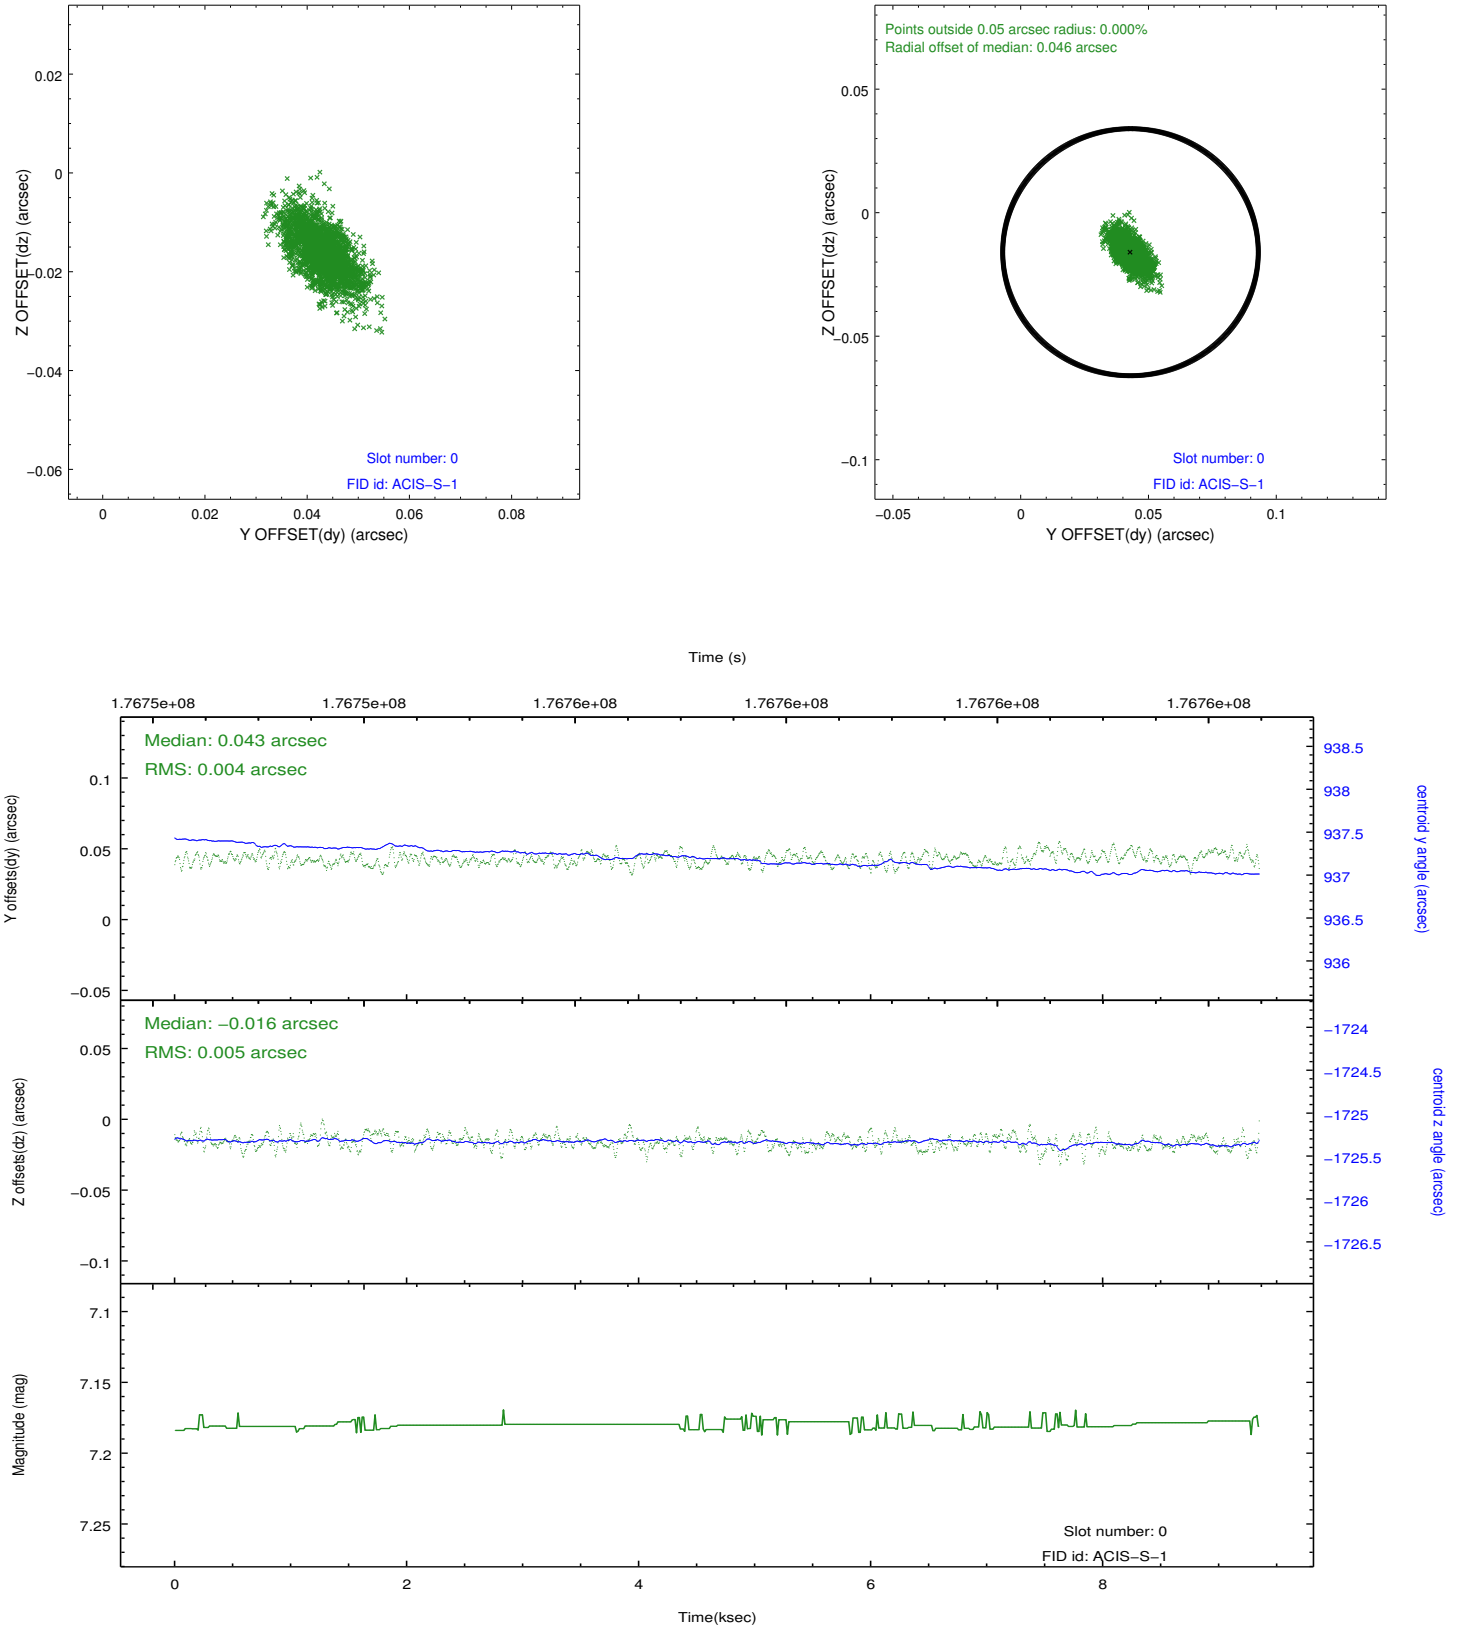 0.02
0
−0.02
−0.04
−0.06
Z OFFSET(dz) (arcsec)
Slot number: 0
FID id: ACIS−S−1
0
0.02
0.04
0.06
0.08
Y OFFSET(dy) (arcsec)
Points outside 0.05 arcsec radius: 0.000%
Radial offset of median: 0.046 arcsec
0.05
0
−0.05
−0.1
Z OFFSET(dz) (arcsec)
Slot number: 0
FID id: ACIS−S−1
−0.05
0
0.05
0.1
Y OFFSET(dy) (arcsec)
Time (s)
1.7675e+08
1.7675e+08
1.7676e+08
1.7676e+08
1.7676e+08
1.7676e+08
Median: 0.043 arcsec
RMS: 0.004 arcsec
0.1
0.05
0
−0.05
Y offsets(dy) (arcsec)
938.5
938
937.5
937
936.5
936
centroid y angle (arcsec)
Median: −0.016 arcsec
RMS: 0.005 arcsec
0.05
0
−0.05
−0.1
Z offsets(dz) (arcsec)
−1724
−1724.5
−1725
−1725.5
−1726
−1726.5
centroid z angle (arcsec)
7.1
7.15
7.2
7.25
Magnitude (mag)
Slot number: 0
FID id: ACIS−S−1
0
2
4
6
8
Time(ksec)